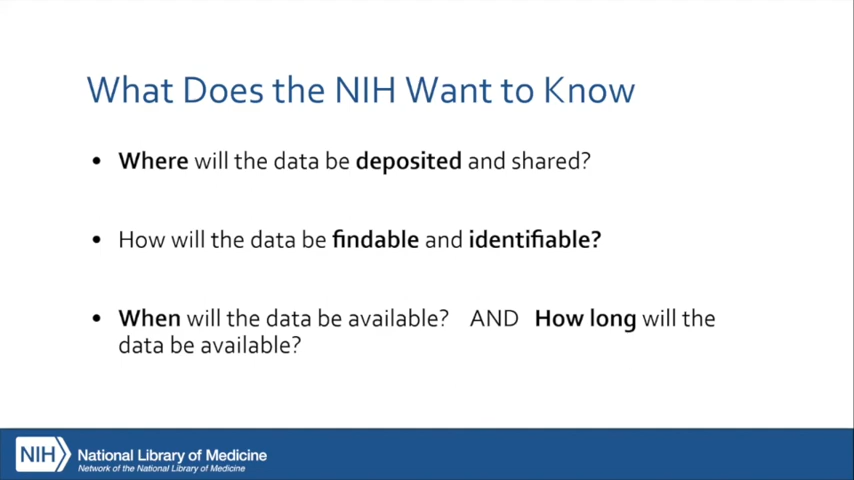 What Does the NIH Want to Know
• Where will the data be deposited and shared?
• How will the data be findable and identifiable?
• When will the data be available? AND How long will the
data be available?
NIH National Library of Medicine
Network of the National Library of Medicine